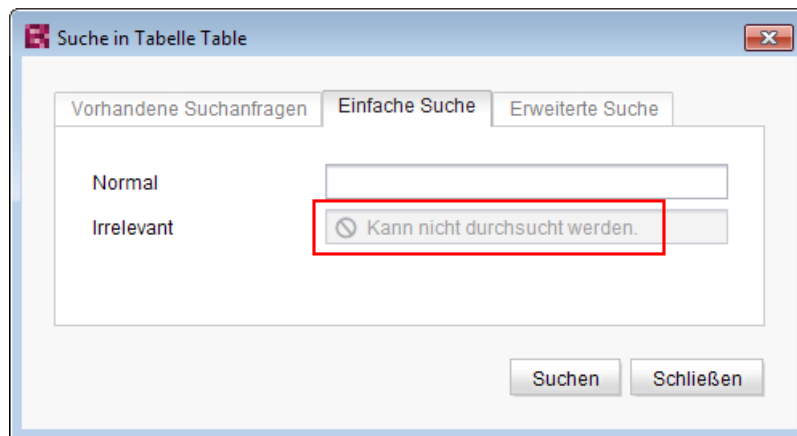 Suche in Tabelle Table
Vorhandene Suchanfragen Einfache Suche Erweiterte Suche
Normal
Irrelevant Kann nicht durchsucht werden.
Suchen Schließen